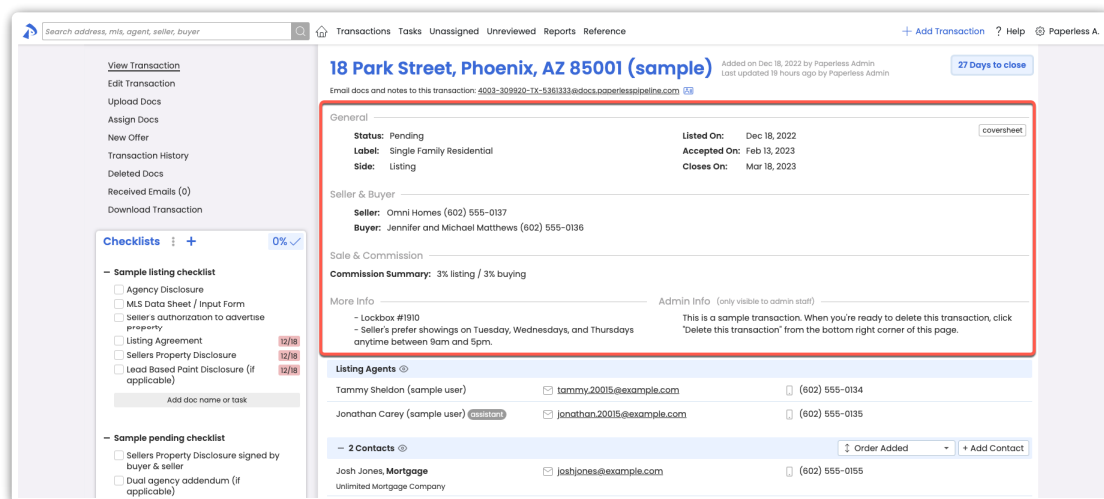 Search address, mls, agent, seller, buyer
Transactions Tasks Unassigned Unreviewed Reports Reference
+ Add Transaction ? Help Paperless A.
View Transaction
Edit Transaction
Upload Docs
Assign Docs
New Offer
Transaction History
Deleted Docs
Received Emails (0)
Download Transaction
Checklists + 0%
– Sample listing checklist
Agency Disclosure
MLS Data Sheet / Input Form
Seller's authorization to advertise
property
Listing Agreement 12/18
Sellers Property Disclosure 12/18
Lead Based Paint Disclosure (if 12/18
applicable)
Add doc name or task
– Sample pending checklist
Sellers Property Disclosure signed by
buyer & seller
Dual agency addendum (if
applicable)
18 Park Street, Phoenix, AZ 85001 (sample)
Added on Dec 18, 2022 by Paperless Admin
Last updated 19 hours ago by Paperless Admin
27 Days to close
Email docs and notes to this transaction: 4003-309920-TX-5361333@docs.paperlesspipeline.com
General
coversheet
Status: Pending Listed On: Dec 18, 2022
Label: Single Family Residential Accepted On: Feb 13, 2023
Side: Listing Closes On: Mar 18, 2023
Seller & Buyer
Seller: Omni Homes (602) 555-0137
Buyer: Jennifer and Michael Matthews (602) 555-0136
Sale & Commission
Commission Summary: 3% listing / 3% buying
More Info
- Lockbox #1910
- Seller's prefer showings on Tuesday, Wednesdays, and Thursdays
anytime between 9am and 5pm.
Admin Info (only visible to admin staff)
This is a sample transaction. When you're ready to delete this transaction, click
"Delete this transaction" from the bottom right corner of this page.
Listing Agents
Tammy Sheldon (sample user) tammy.20015@example.com (602) 555-0134
Jonathan Carey (sample user) assistant jonathan.20015@example.com (602) 555-0135
– 2 Contacts Order Added + Add Contact
Josh Jones, Mortgage joshjones@example.com (602) 555-0155
Unlimited Mortgage Company